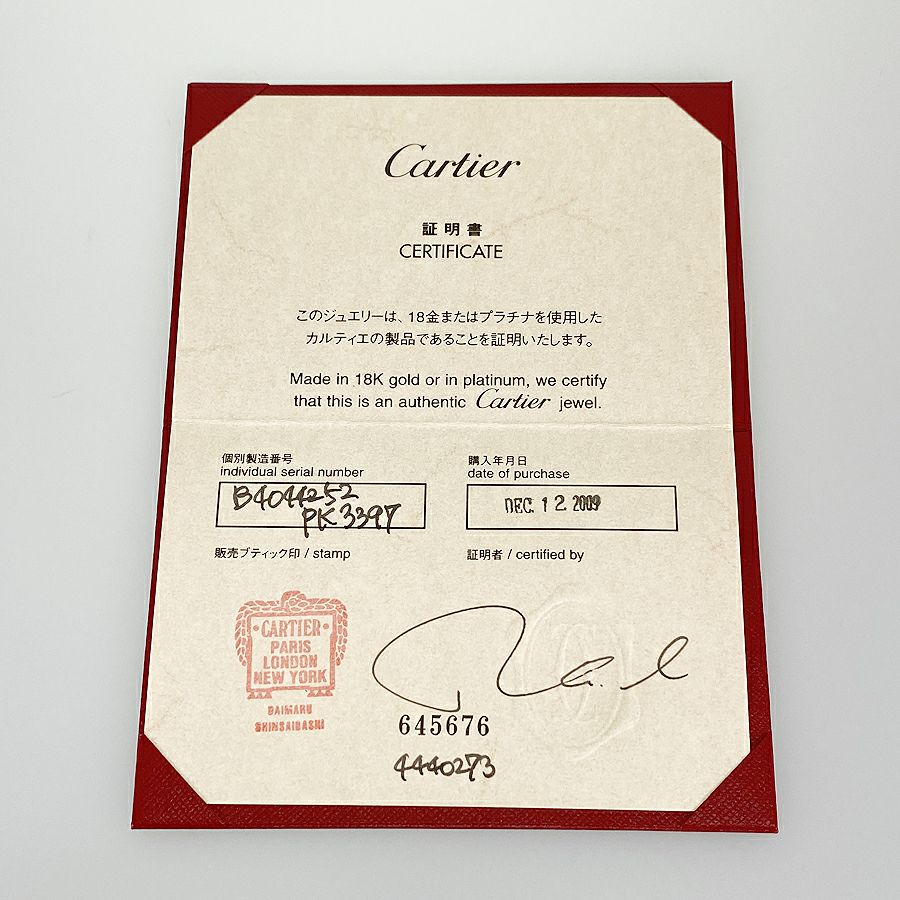 Cartier
証明書
CERTIFICATE
このジュエリーは、18金またはプラチナを使用した
カルティエの製品であることを証明いたします。
Made in 18K gold or in platinum, we certify
that this is an authentic Cartier jewel.
個別製造番号
individual serial number
B4044252
PK3397
購入年月日
date of purchase
DEC. 12 2009
販売ブティック印 / stamp
証明者 / certified by
CARTIER
PARIS
LONDON
NEW YORK
DAIMARU
SHINSAIBASHI
645676
4440273